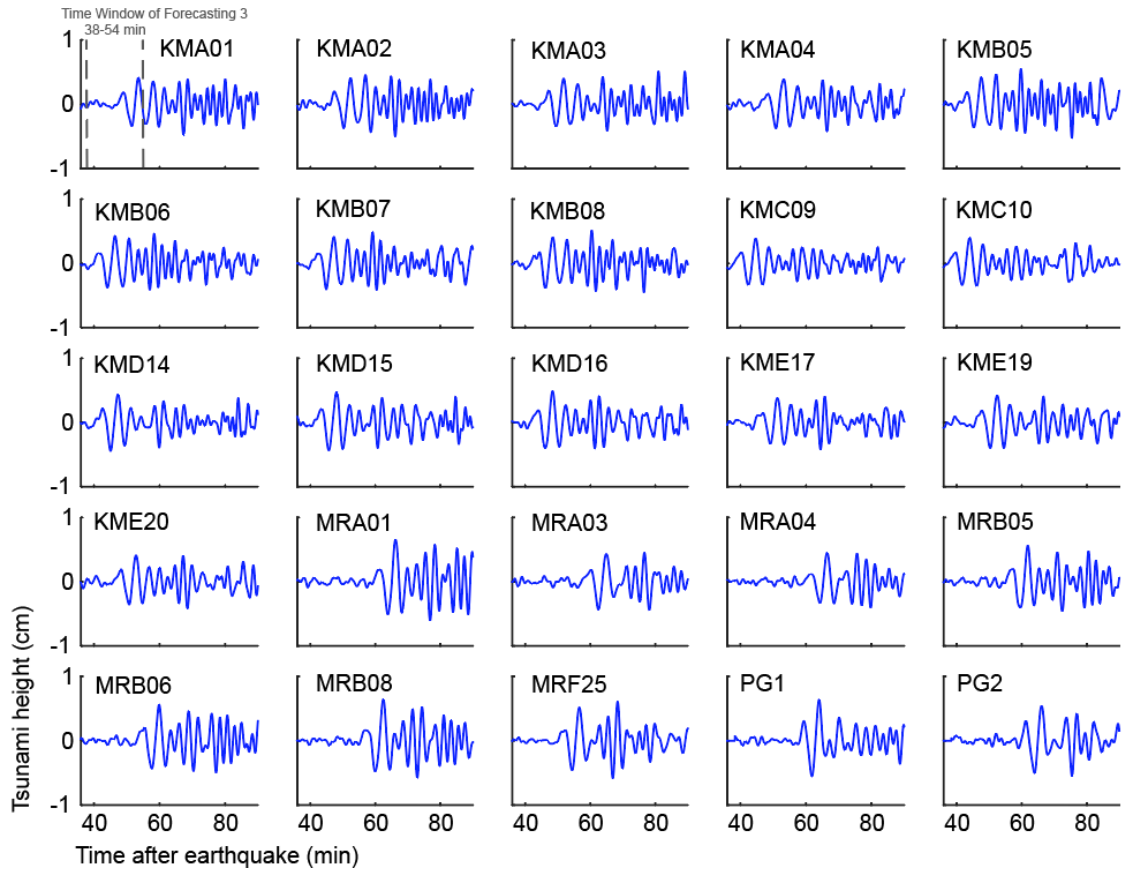 Time Window of Forecasting 3
38-54 min
1
0
-1
KMA01
KMA02
KMA03
KMA04
KMB05
1
0
-1
KMB06
KMB07
KMB08
KMC09
KMC10
1
0
-1
KMD14
KMD15
KMD16
KME17
KME19
1
0
-1
KME20
MRA01
MRA03
MRA04
MRB05
1
0
-1
MRB06
MRB08
MRF25
PG1
PG2
40 60 80
40 60 80
40 60 80
40 60 80
40 60 80
Tsunami height (cm)
Time after earthquake (min)